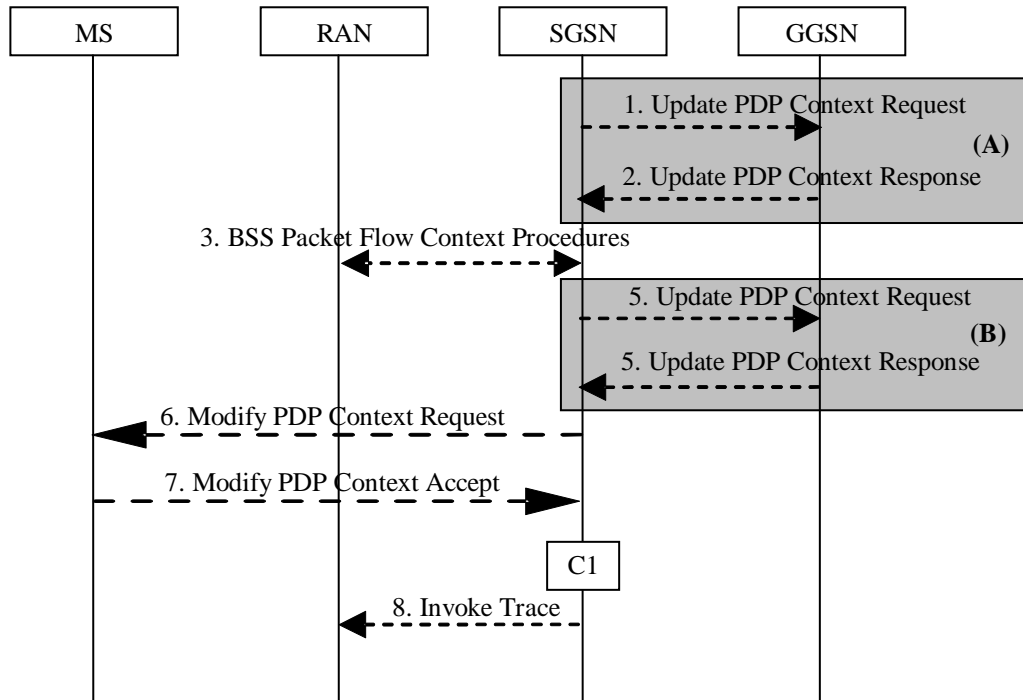 MS
RAN
SGSN
GGSN
1. Update PDP Context Request
(A)
2. Update PDP Context Response
3. BSS Packet Flow Context Procedures
5. Update PDP Context Request
(B)
5. Update PDP Context Response
6. Modify PDP Context Request
7. Modify PDP Context Accept
C1
8. Invoke Trace